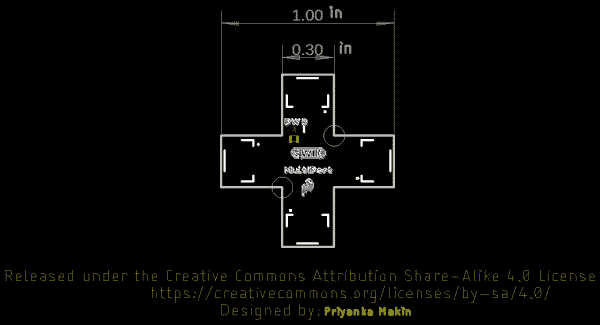 1.00 in
0.30 in
PWR
Qwiic
MultiPort
Released under the Creative Commons Attribution Share-Alike 4.0 License
https://creativecommons.org/licenses/by-sa/4.0/
Designed by: Priyanka Makin